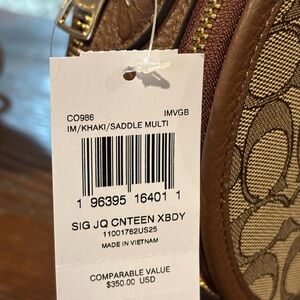 CO986 IMVGB
IM/KHAKI/SADDLE MULTI
1 96395 16401 1
SIG JQ CNTEEN XBDY
11001762US25
MADE IN VIETNAM
COMPARABLE VALUE
$350.00 USD